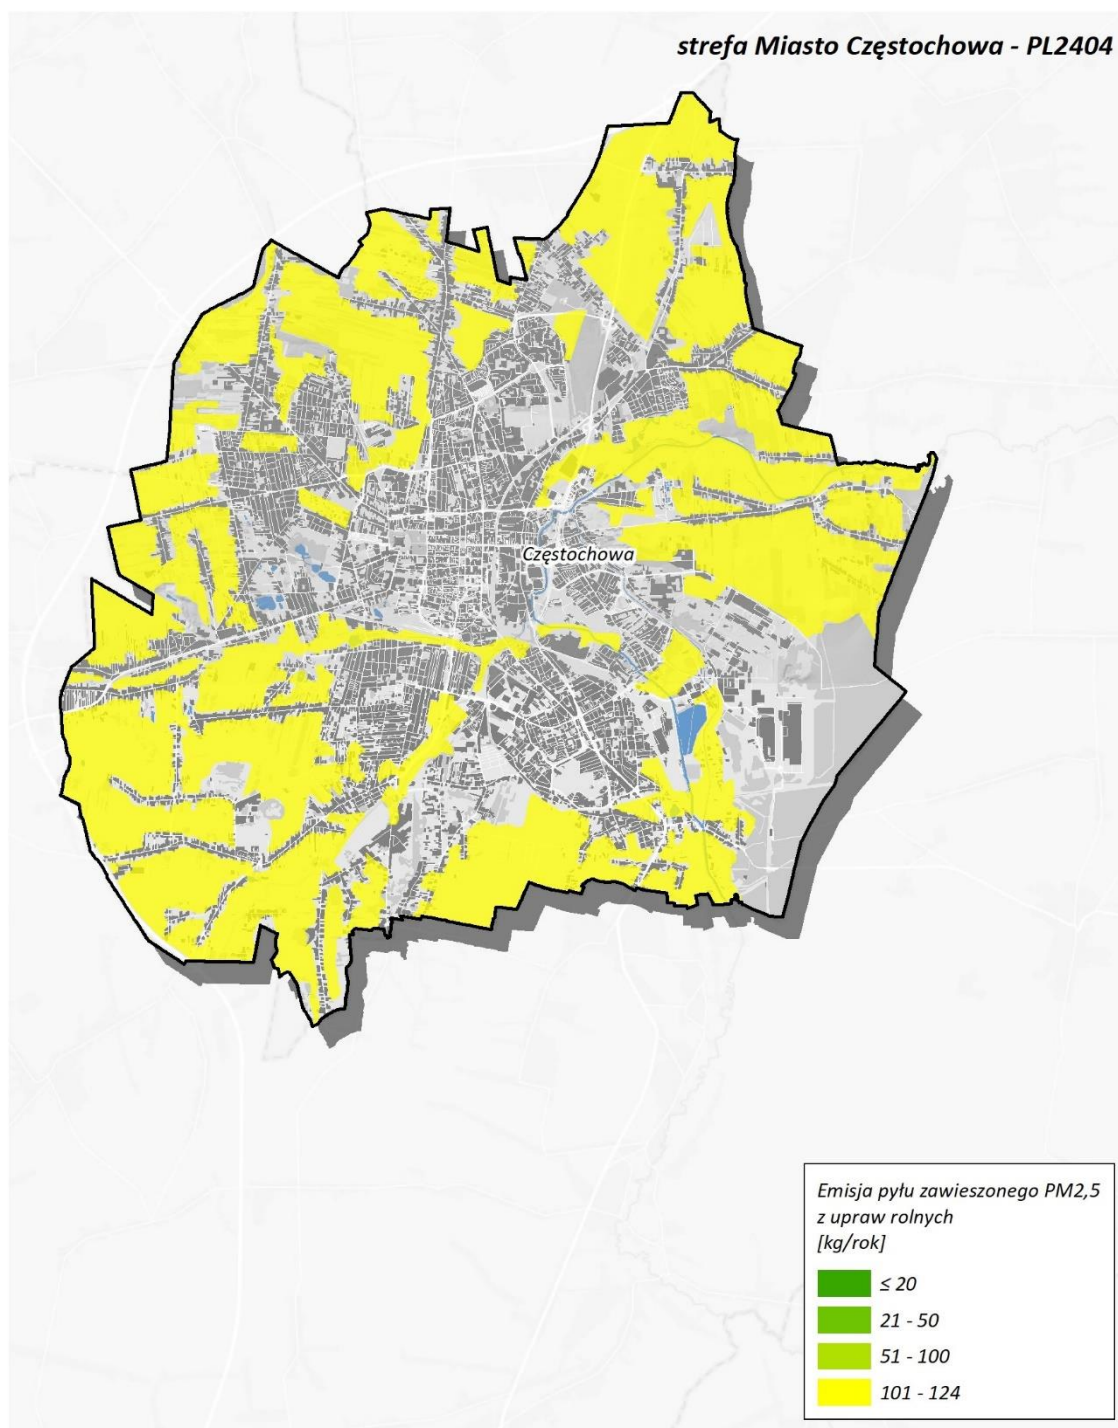 strefa Miasto Częstochowa - PL2404
Częstochowa
Emisja pyłu zawieszonego PM2,5
z upraw rolnych
[kg/rok]
≤ 20
21 - 50
51 - 100
101 - 124